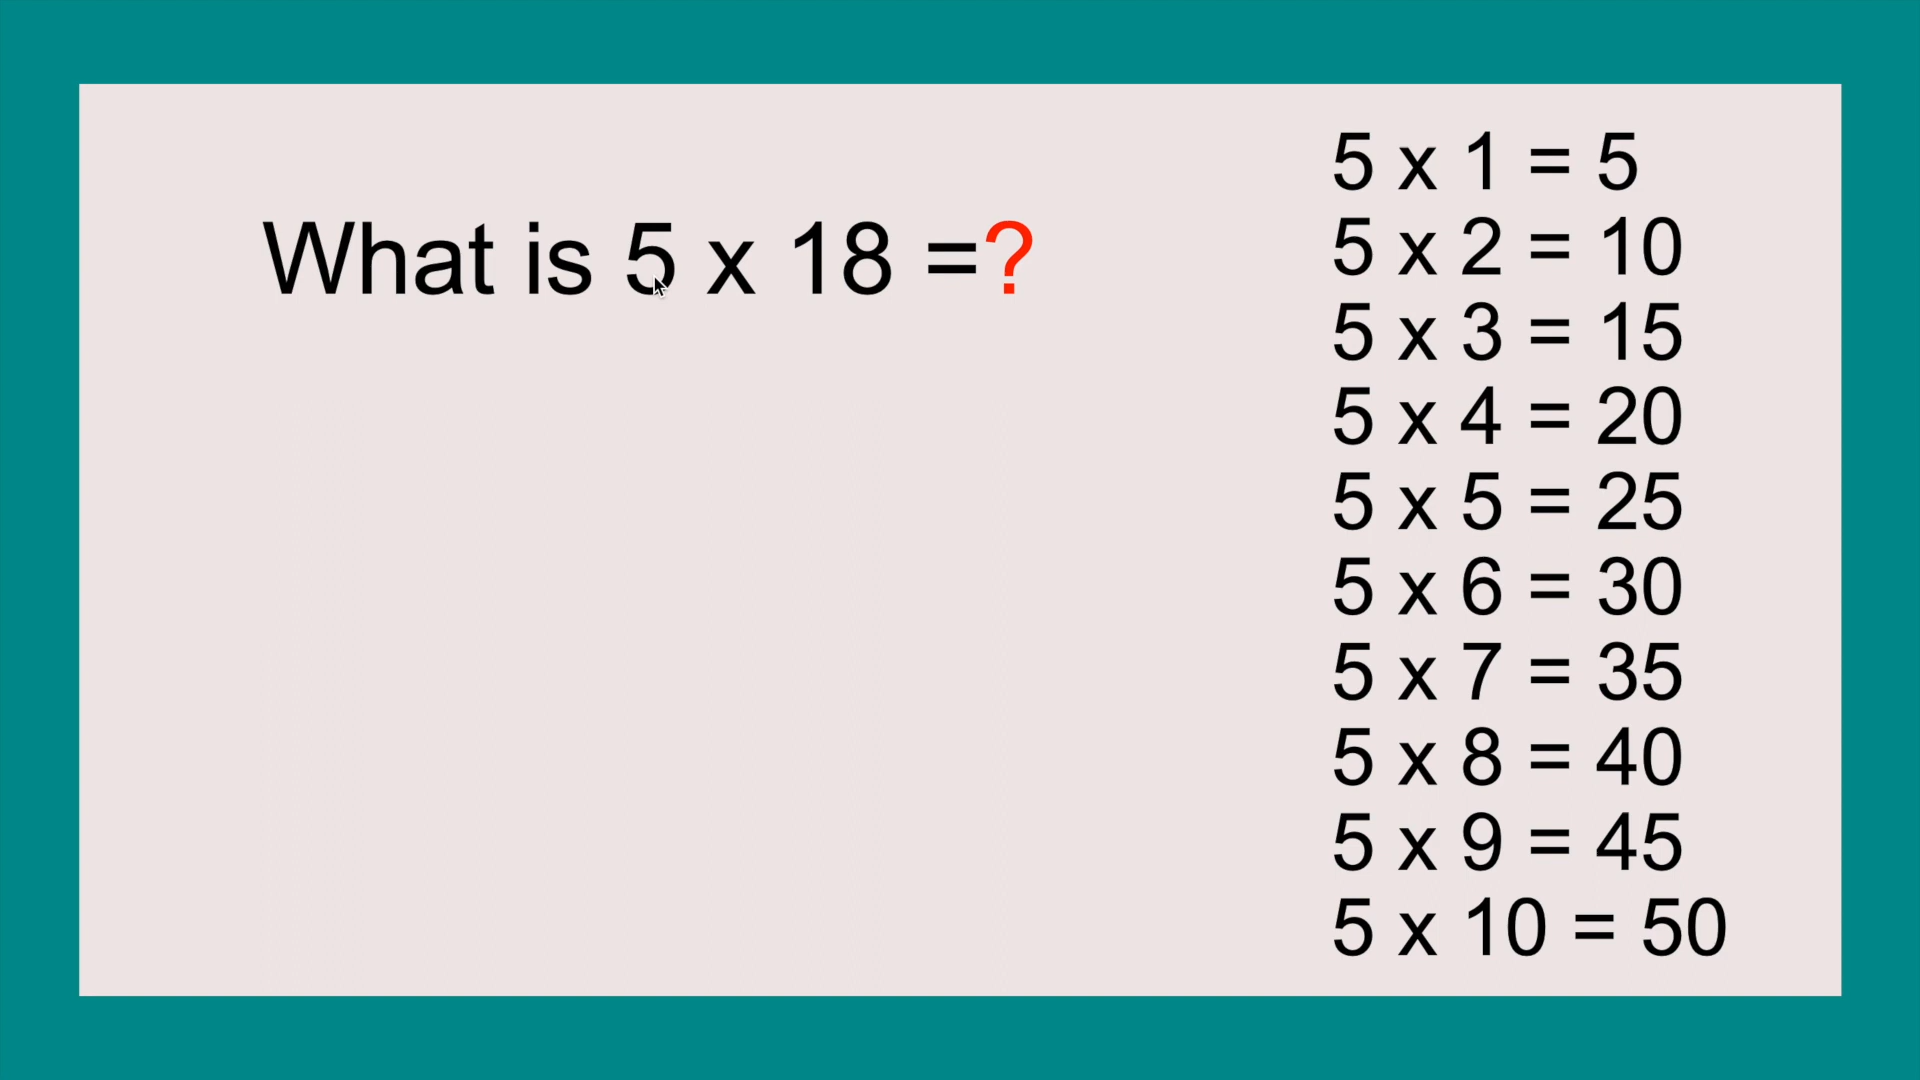 What is 5 x 18 =?
5 x 1 = 5
5 x 2 = 10
5 x 3 = 15
5 x 4 = 20
5 x 5 = 25
5 x 6 = 30
5 x 7 = 35
5 x 8 = 40
5 x 9 = 45
5 x 10 = 50